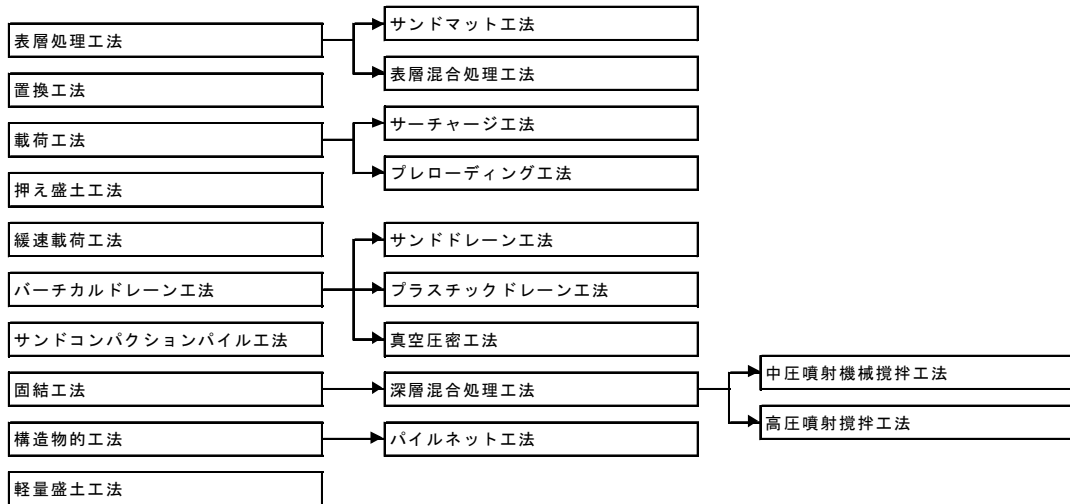 表層処理工法
サンドマット工法
表層混合処理工法
置換工法
載荷工法
サーチャージ工法
プレローディング工法
押え盛土工法
緩速載荷工法
バーチカルドレーン工法
サンドドレーン工法
プラスチックドレーン工法
真空圧密工法
サンドコンパクションパイル工法
固結工法
深層混合処理工法
中圧噴射機械撹拌工法
高圧噴射撹拌工法
構造物的工法
パイルネット工法
軽量盛土工法